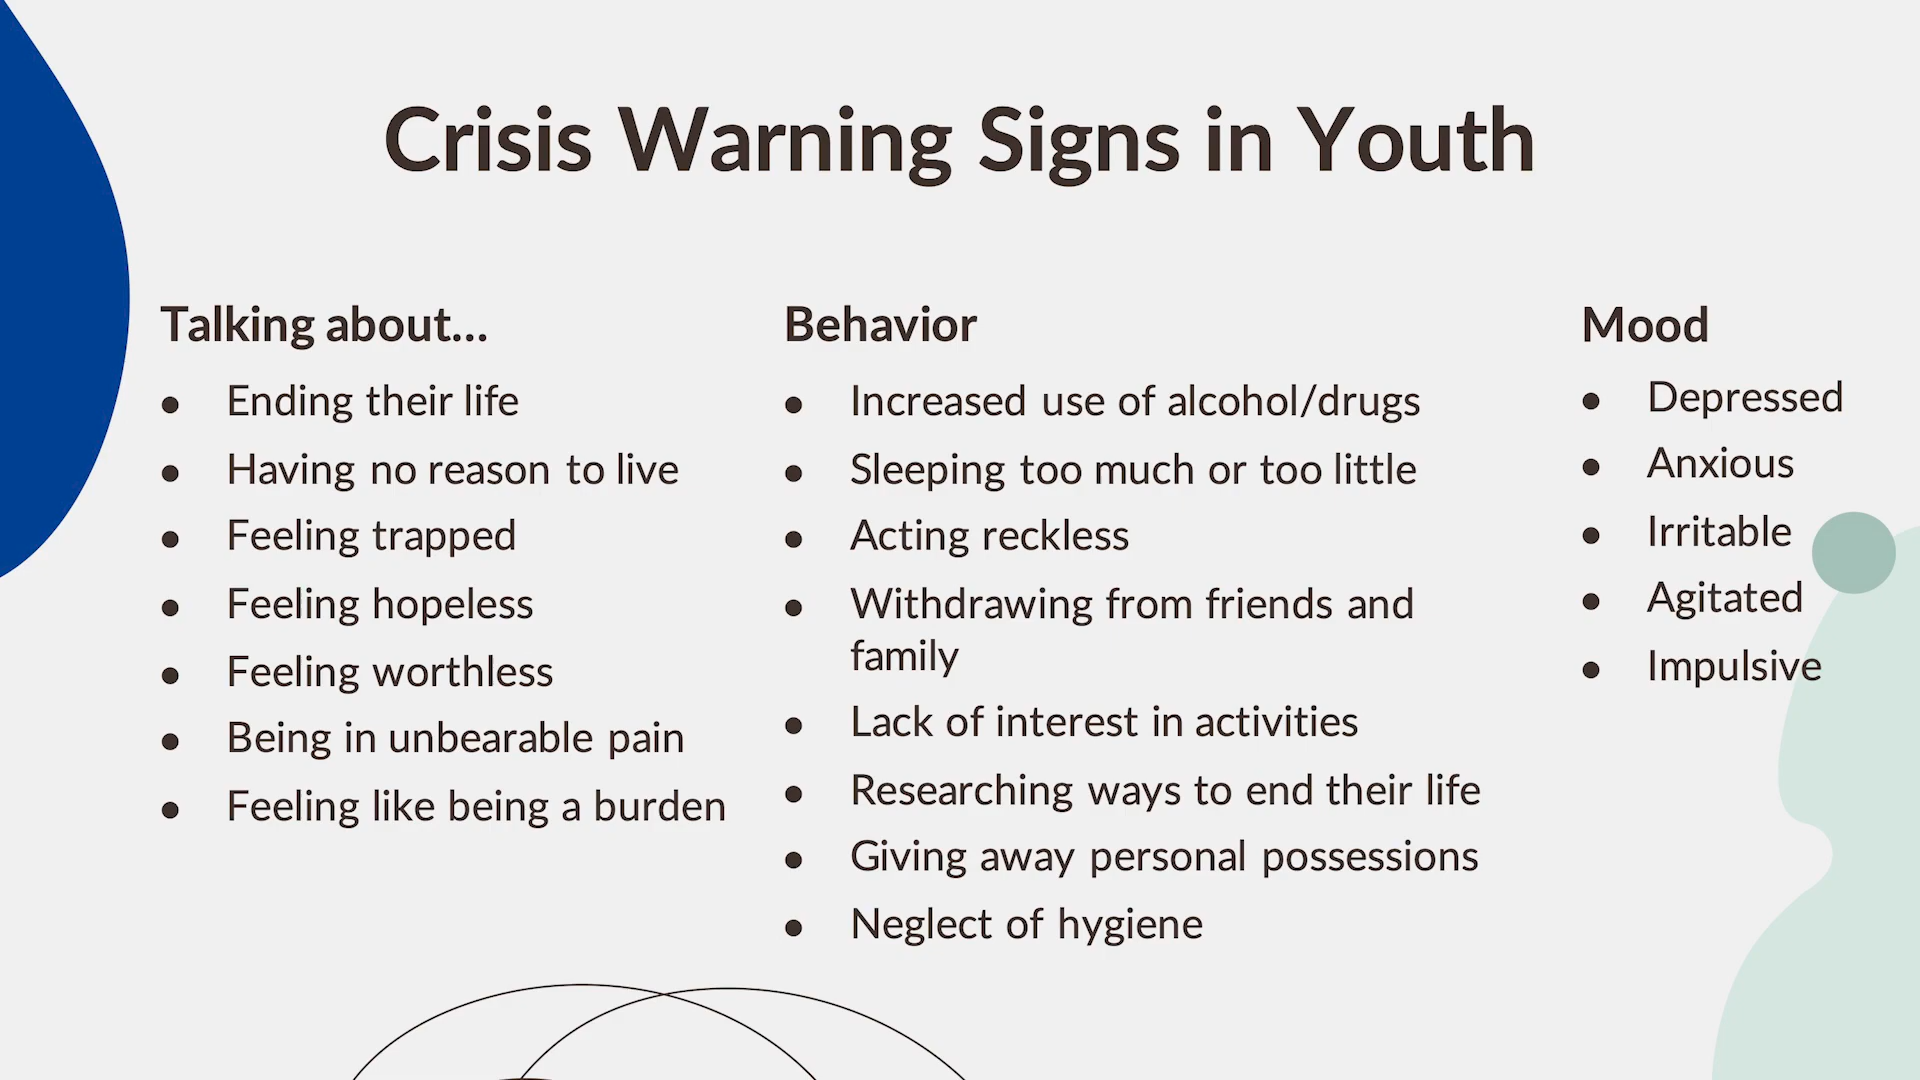 Crisis Warning Signs in Youth
Talking about...
• Ending their life
• Having no reason to live
• Feeling trapped
• Feeling hopeless
• Feeling worthless
• Being in unbearable pain
• Feeling like being a burden
Behavior
• Increased use of alcohol/drugs
• Sleeping too much or too little
• Acting reckless
• Withdrawing from friends and
family
• Lack of interest in activities
• Researching ways to end their life
• Giving away personal possessions
• Neglect of hygiene
Mood
• Depressed
• Anxious
• Irritable
• Agitated
• Impulsive